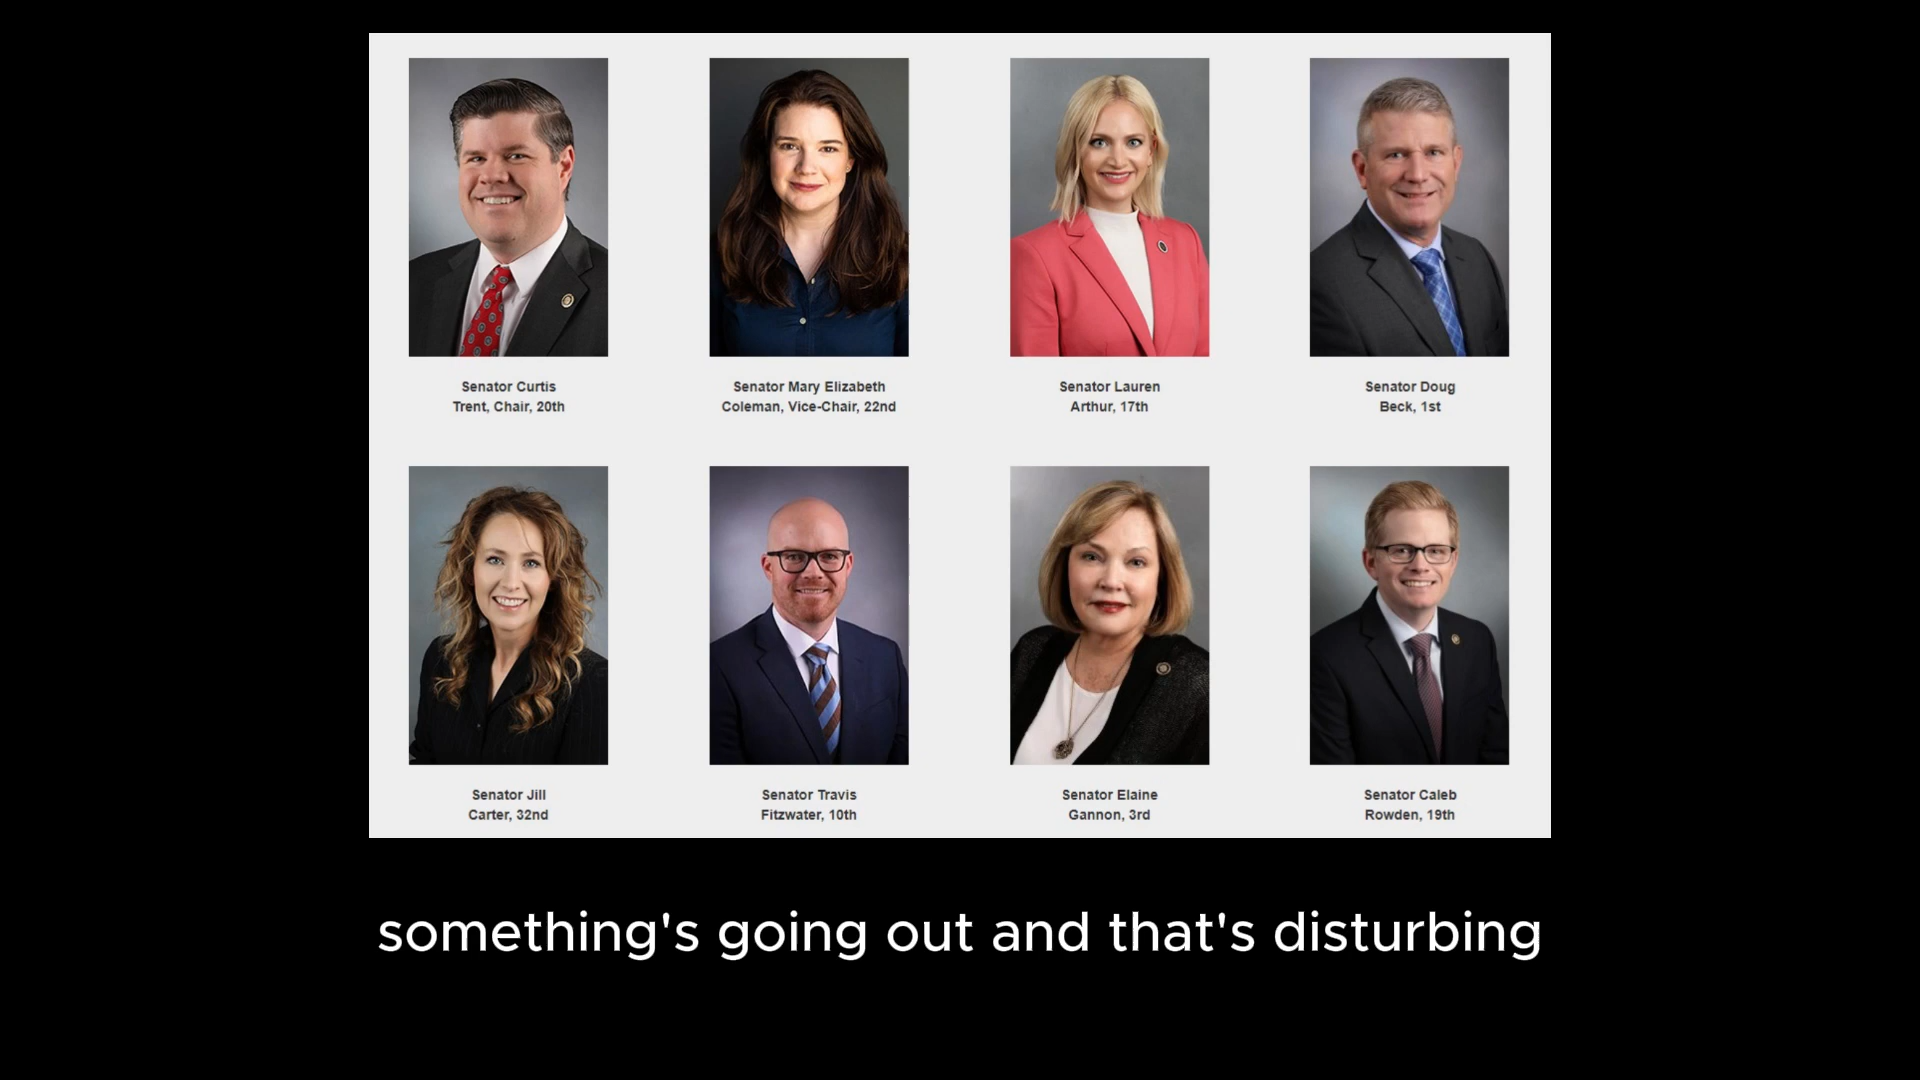 Senator Curtis
Trent, Chair, 20th
Senator Mary Elizabeth
Coleman, Vice-Chair, 22nd
Senator Lauren
Arthur, 17th
Senator Doug
Beck, 1st
Senator Jill
Carter, 32nd
Senator Travis
Fitzwater, 10th
Senator Elaine
Gannon, 3rd
Senator Caleb
Rowden, 19th
something's going out and that's disturbing